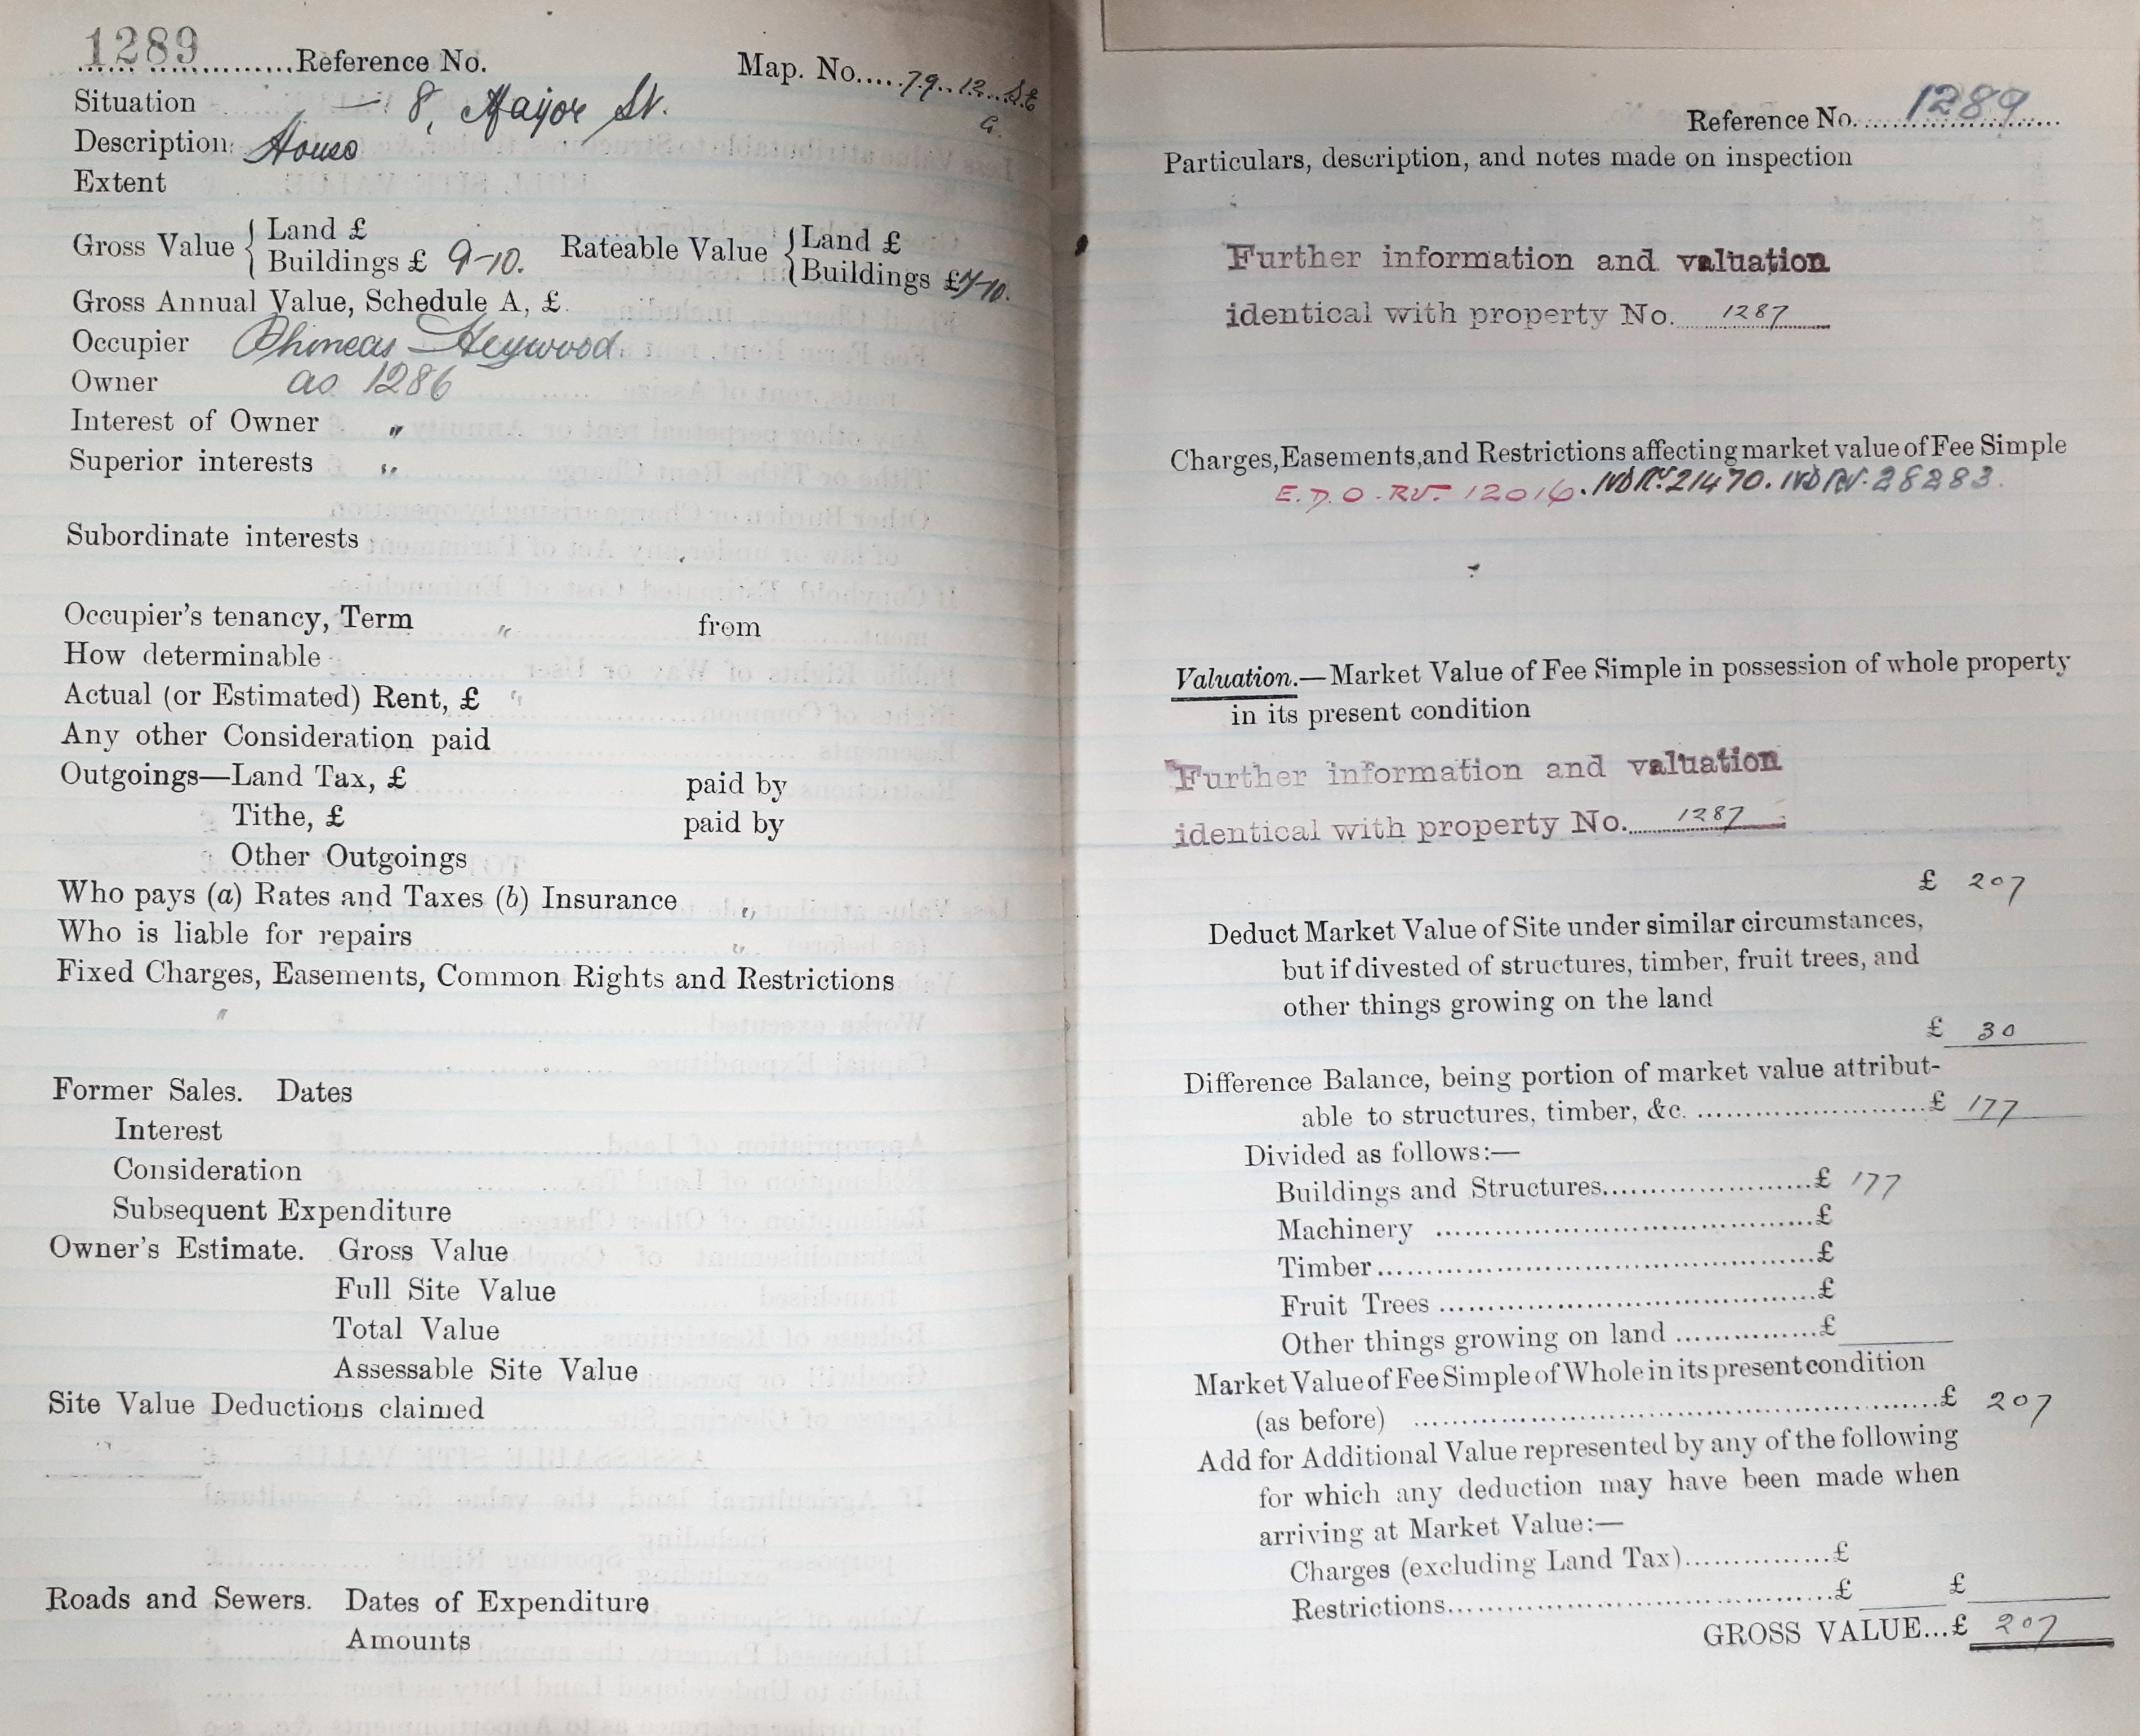 1289 Reference No. Map. No. 79. 12.
Situation — 8, Major St.
Description House
Extent
Gross Value { Land £
Buildings £ 9-10. Rateable Value { Land £
Buildings £7-10.
Gross Annual Value, Schedule A, £
Occupier Phineas Heywood.
Owner as 1286
Interest of Owner "
Superior interests "
Subordinate interests
Occupier's tenancy, Term " from
How determinable
Actual (or Estimated) Rent, £ "
Any other Consideration paid
Outgoings—Land Tax, £ paid by
Tithe, £ paid by
Other Outgoings
Who pays (a) Rates and Taxes (b) Insurance "
Who is liable for repairs "
Fixed Charges, Easements, Common Rights and Restrictions
"
Former Sales. Dates
Interest
Consideration
Subsequent Expenditure
Owner's Estimate. Gross Value
Full Site Value
Total Value
Assessable Site Value
Site Value Deductions claimed
Roads and Sewers. Dates of Expenditure
Amounts
Reference No. 1289
Particulars, description, and notes made on inspection
Further information and valuation
identical with property No. 1287
Charges, Easements, and Restrictions affecting market value of Fee Simple
E.D.O. RV. 12016. 21470. 28283.
Valuation.—Market Value of Fee Simple in possession of whole property
in its present condition
Further information and valuation
identical with property No. 1287
£ 207
Deduct Market Value of Site under similar circumstances,
but if divested of structures, timber, fruit trees, and
other things growing on the land
£ 30
Difference Balance, being portion of market value attribut-
able to structures, timber, &c. £ 177
Divided as follows:—
Buildings and Structures £ 177
Machinery £
Timber £
Fruit Trees £
Other things growing on land £
Market Value of Fee Simple of Whole in its present condition
(as before) £ 207
Add for Additional Value represented by any of the following
for which any deduction may have been made when
arriving at Market Value:—
Charges (excluding Land Tax) £
Restrictions £ £
GROSS VALUE...£ 207